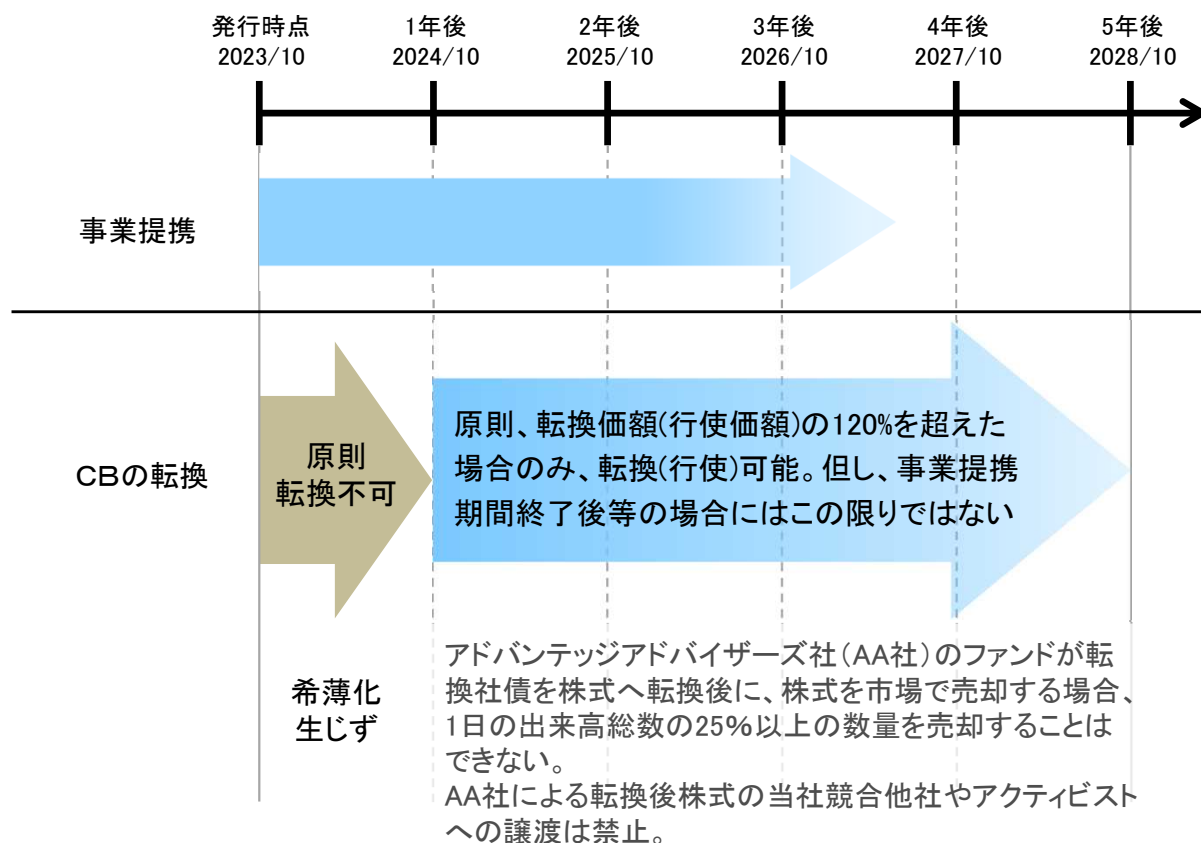 発行時点 1年後 2年後 3年後 4年後 5年後
2023/10 2024/10 2025/10 2026/10 2027/10 2028/10
事業提携
CBの転換
原則
転換不可
原則、転換価額(行使価額)の120%を超えた
場合のみ、転換(行使)可能。但し、事業提携
期間終了後等の場合にはこの限りではない
希薄化
生じず
アドバンテッジアドバイザーズ社(AA社)のファンドが転
換社債を株式へ転換後に、株式を市場で売却する場合、
1日の出来高総数の25%以上の数量を売却することは
できない。
AA社による転換後株式の当社競合他社やアクティビスト
への譲渡は禁止。